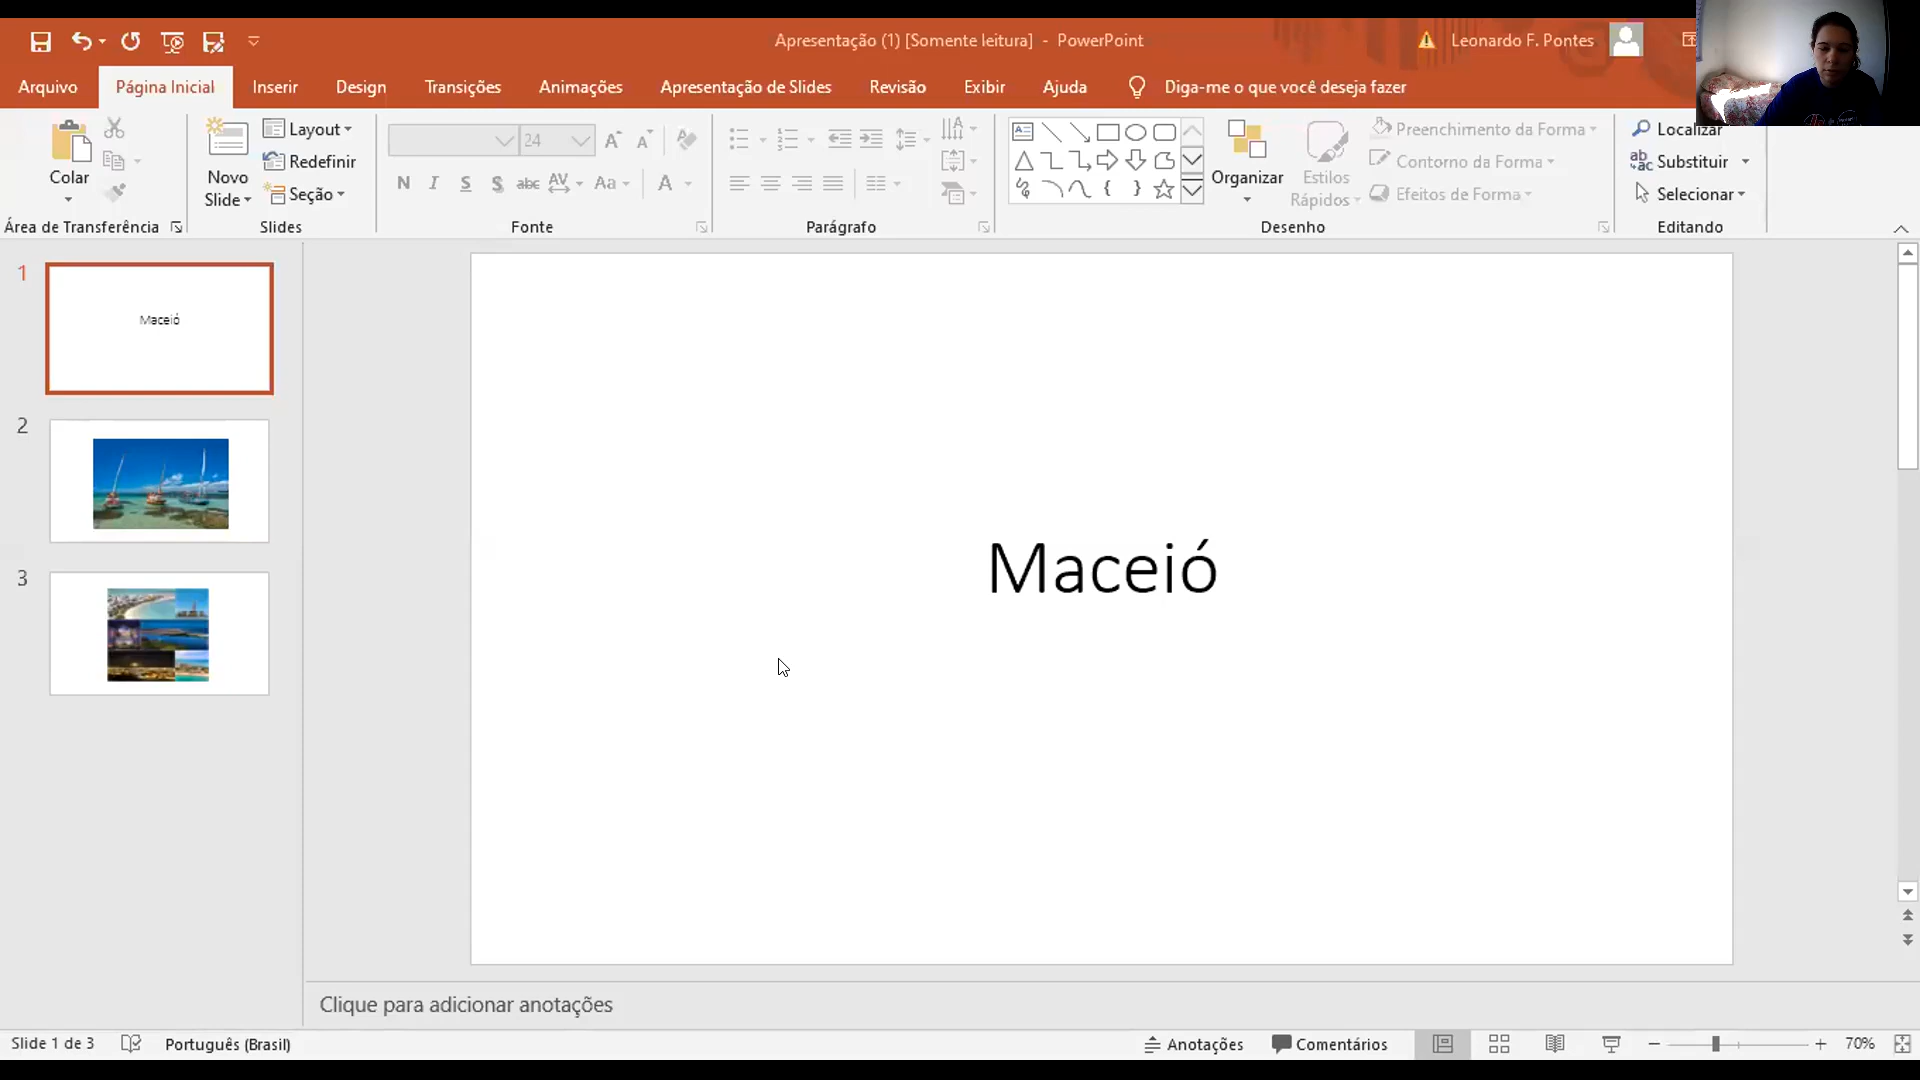 Apresentação (1) [Somente leitura] - PowerPoint
Leonardo F. Pontes
Arquivo
Página Inicial
Inserir
Design
Transições
Animações
Apresentação de Slides
Revisão
Exibir
Ajuda
Diga-me o que você deseja fazer
Colar
Área de Transferência
Novo
Slide
Layout
Redefinir
Seção
Slides
24
N I S S abc AV Aa A
Fonte
Parágrafo
Organizar
Estilos
Rápidos
Preenchimento da Forma
Contorno da Forma
Efeitos de Forma
Desenho
Localizar
Substituir
Selecionar
Editando
1
Maceió
2
3
Maceió
Clique para adicionar anotações
Slide 1 de 3
Português (Brasil)
Anotações
Comentários
70%